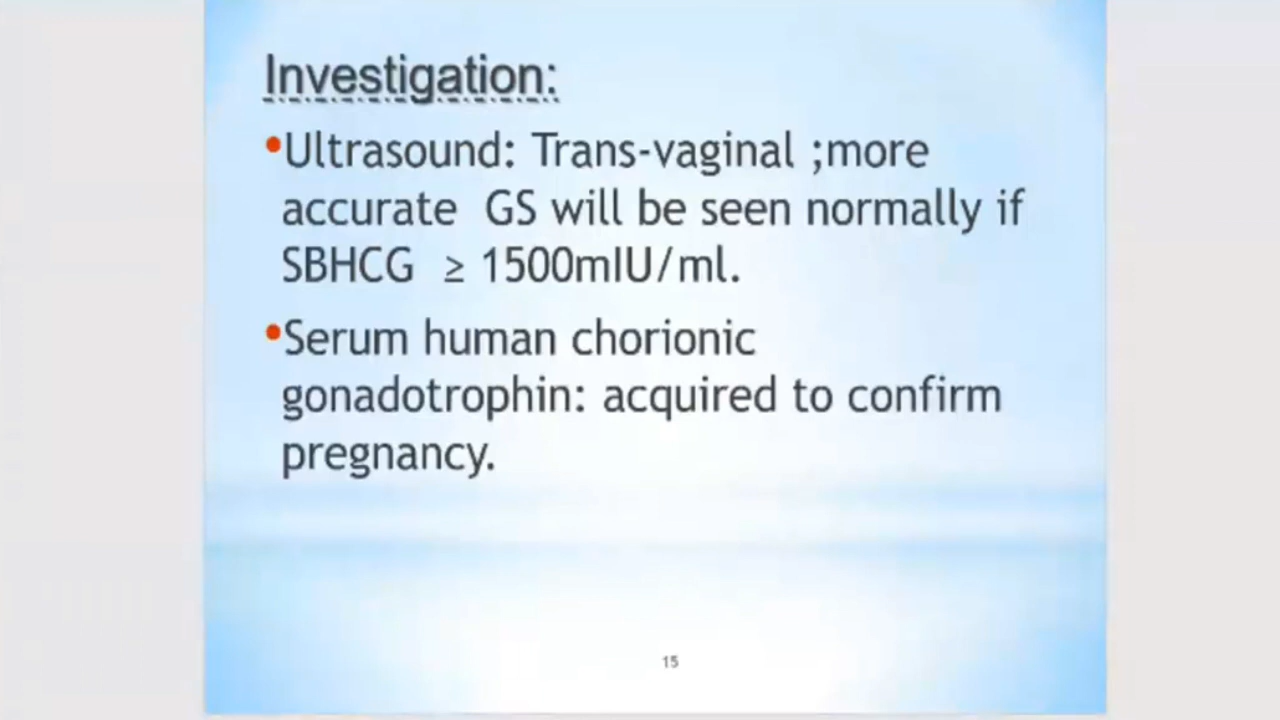 Investigation:
•Ultrasound: Trans-vaginal ;more
accurate  GS will be seen normally if
SBHCG  ≥ 1500mIU/ml.
•Serum human chorionic
gonadotrophin: acquired to confirm
pregnancy.
15